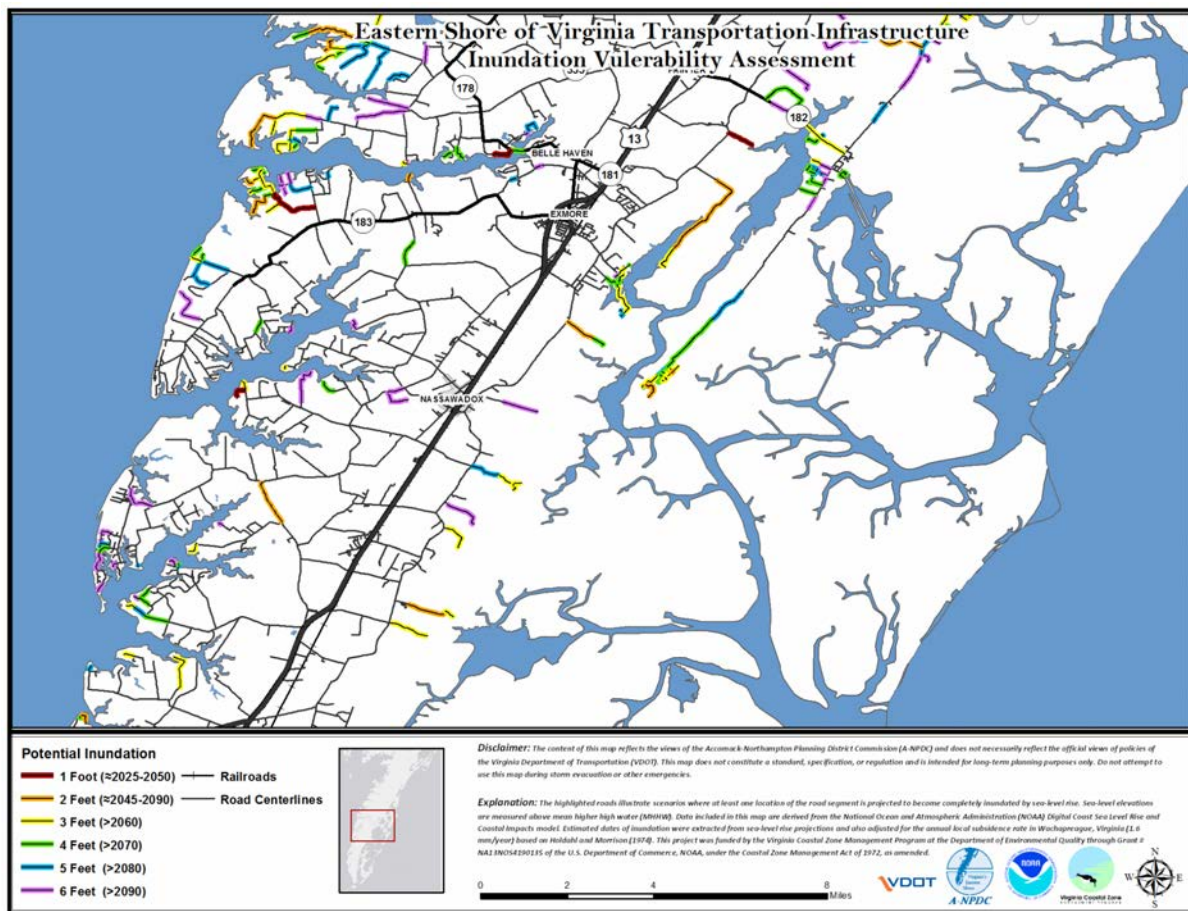 Eastern Shore of Virginia Transportation Infrastructure
Inundation Vulerability Assessment
178
PAINTER
182
13
BELLE HAVEN
181
EXMORE
183
NASSAWADOX
Potential Inundation
1 Foot (≈2025-2050)
2 Feet (≈2045-2090)
3 Feet (>2060)
4 Feet (>2070)
5 Feet (>2080)
6 Feet (>2090)
Railroads
Road Centerlines
Disclaimer: The content of this map reflects the views of the Accomack-Northampton Planning District Commission (A-NPDC) and does not necessarily reflect the official views of policies of
the Virginia Department of Transportation (VDOT). This map does not constitute a standard, specification, or regulation and is intended for long-term planning purposes only. Do not attempt to
use this map during storm evacuation or other emergencies.
Explanation: The highlighted roads illustrate scenarios where at least one location of the road segment is projected to become completely inundated by sea-level rise. Sea-level elevations
are measured above mean higher high water (MHHW). Data included in this map are derived from the National Ocean and Atmospheric Administration (NOAA) Digital Coast Sea Level Rise and
Coastal Impacts model. Estimated dates of inundation were extracted from sea-level rise projections and also adjusted for the annual local subsidence rate in Wachapreague, Virginia (1.6
mm/year) based on Holdahl and Morrison (1974). This project was funded by the Virginia Coastal Zone Management Program at the Department of Environmental Quality through Grant #
NA13NOS4190135 of the U.S. Department of Commerce, NOAA, under the Coastal Zone Management Act of 1972, as amended.
0 2 4 8
Miles
VDOT
A-NPDC
NOAA
Virginia Coastal Zone
N
W E
S